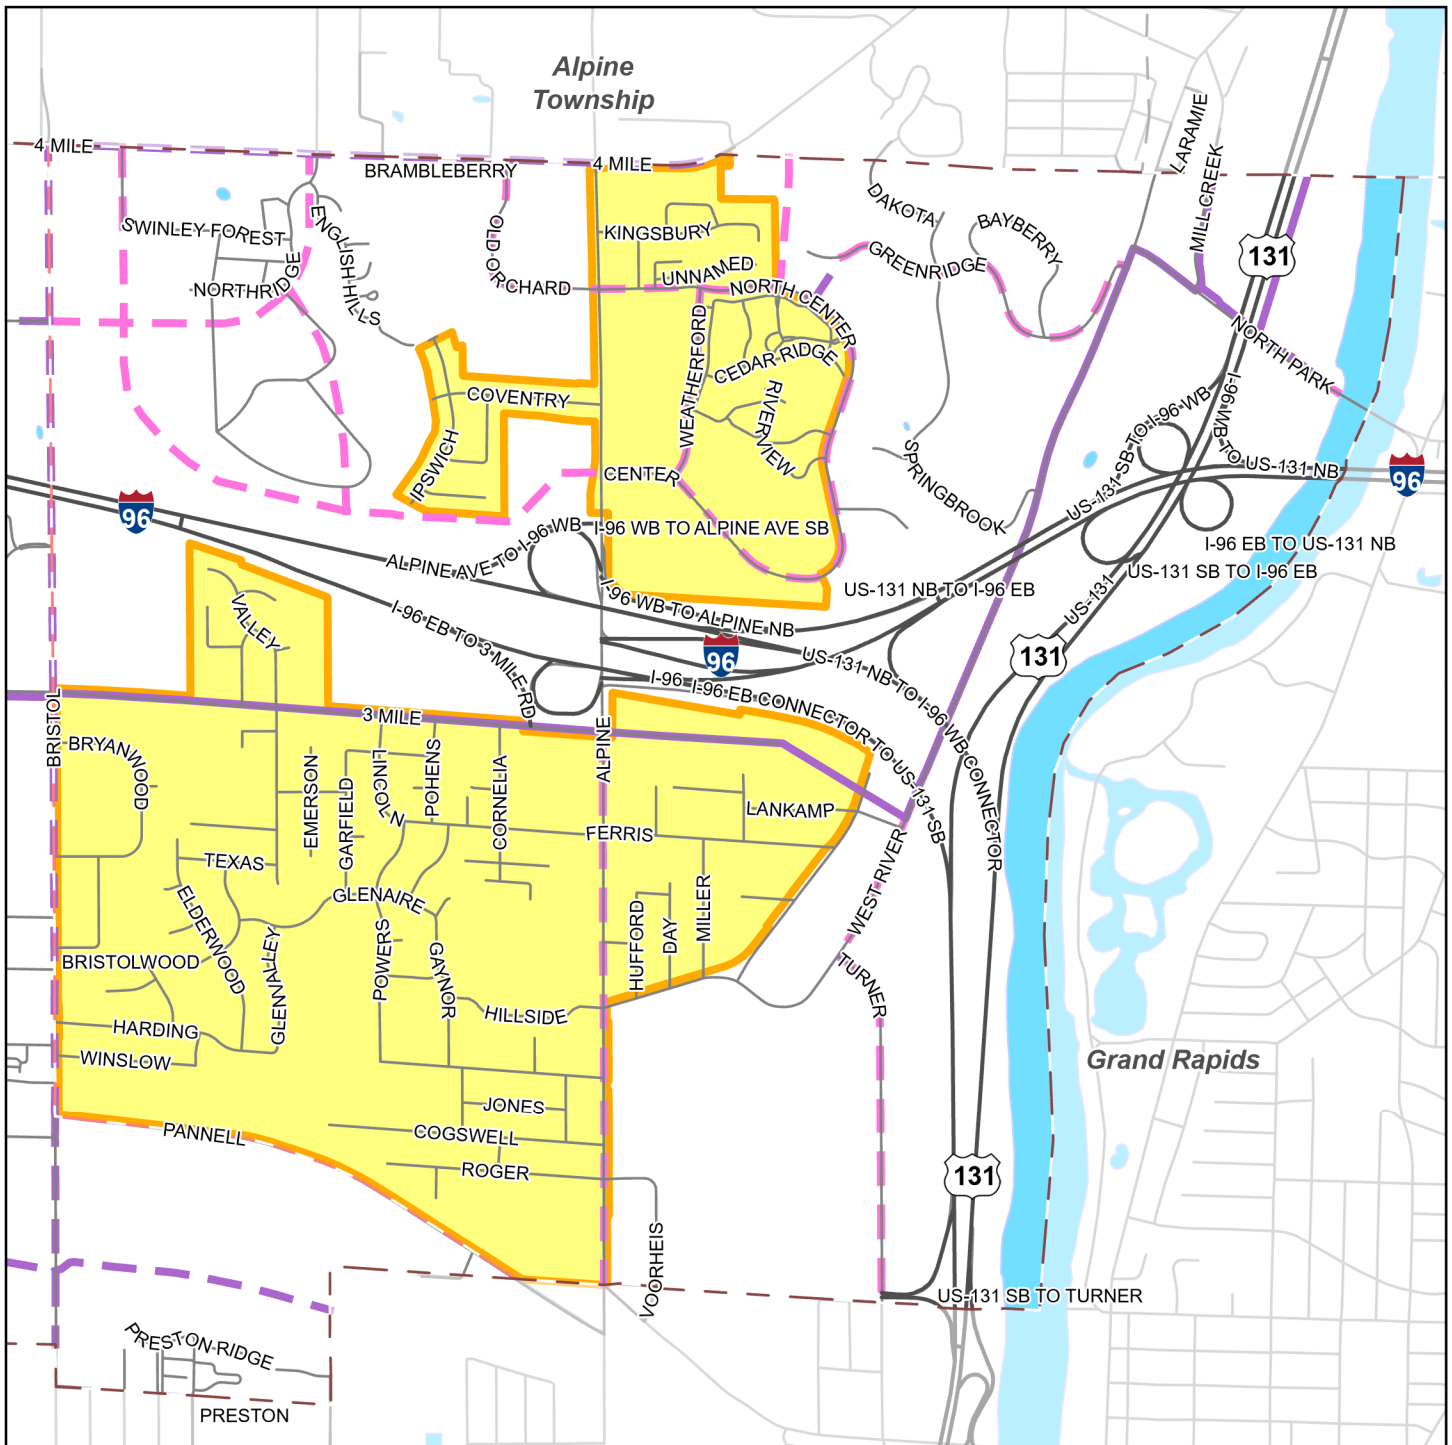 Alpine
Township
4 MILE
BRAMBLEBERRY
4 MILE
LARAMIE
MILL CREEK
SWINLEY FOREST
ENGLISH HILLS
OLD ORCHARD
KINGSBURY
UNNAMED
DAKOTA
BAYBERRY
GREENRIDGE
131
NORTHRIDGE
NORTH CENTER
NORTH PARK
WEATHERFORD
CEDAR RIDGE
RIVERVIEW
COVENTRY
IPSWICH
CENTER
SPRINGBROOK
US-131 SB TO I-96 WB
I-96 WB TO US-131 NB
96
96
ALPINE AVE TO I-96 WB
I-96 WB TO ALPINE AVE SB
I-96 EB TO US-131 NB
US-131 SB TO I-96 EB
US-131 NB TO I-96 EB
US-131
I-96 WB TO ALPINE NB
I-96 EB TO 3 MILE RD
VALLEY
96
131
US-131 NB TO I-96 WB CONNECTOR
I-96
I-96 EB CONNECTOR TO US-131 SB
BRISTOL
3 MILE
ALPINE
BRYANWOOD
EMERSON
GARFIELD
LINCOLN
POHENS
CORNELIA
LANKAMP
FERRIS
TEXAS
GLENAIRE
WEST RIVER
ELDERWOOD
GLENVALLEY
POWERS
GAYNOR
HUFFORD
DAY
MILLER
BRISTOLWOOD
TURNER
HILLSIDE
HARDING
WINSLOW
Grand Rapids
JONES
PANNELL
COGSWELL
ROGER
131
VOORHEIS
US-131 SB TO TURNER
PRESTON RIDGE
PRESTON